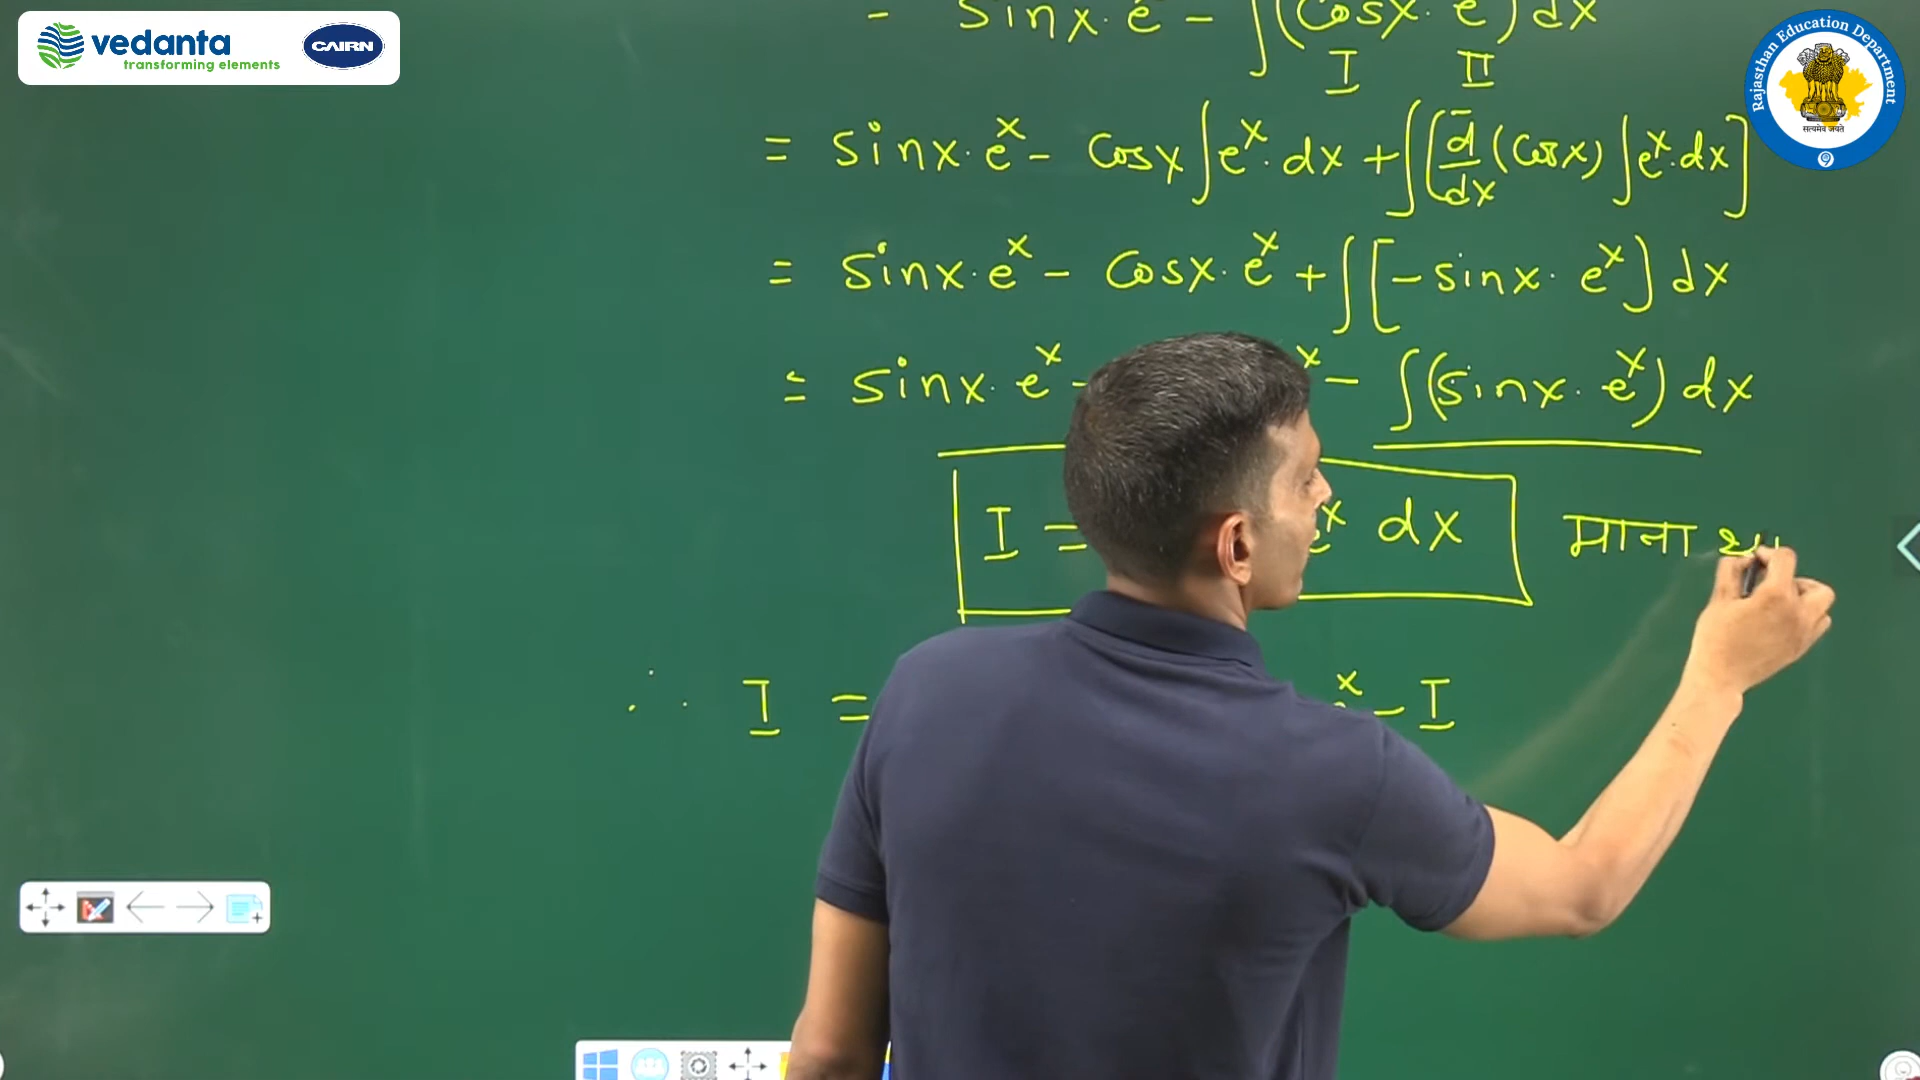 vedanta
transforming elements
CAIRN
Rajasthan Education Department
सत्यमेव जयते
- sinx·e - ∫(cosx·e)dx
I II
= sinx·eˣ - cosx∫eˣ·dx + ∫[d/dx(cosx)∫eˣ·dx]
= sinx·eˣ - cosx·eˣ + ∫[-sinx·eˣ]dx
= sinx·eˣ - ˣ - ∫(sinx·eˣ)dx
I = eˣ dx माना
∴ I = ˣ - I